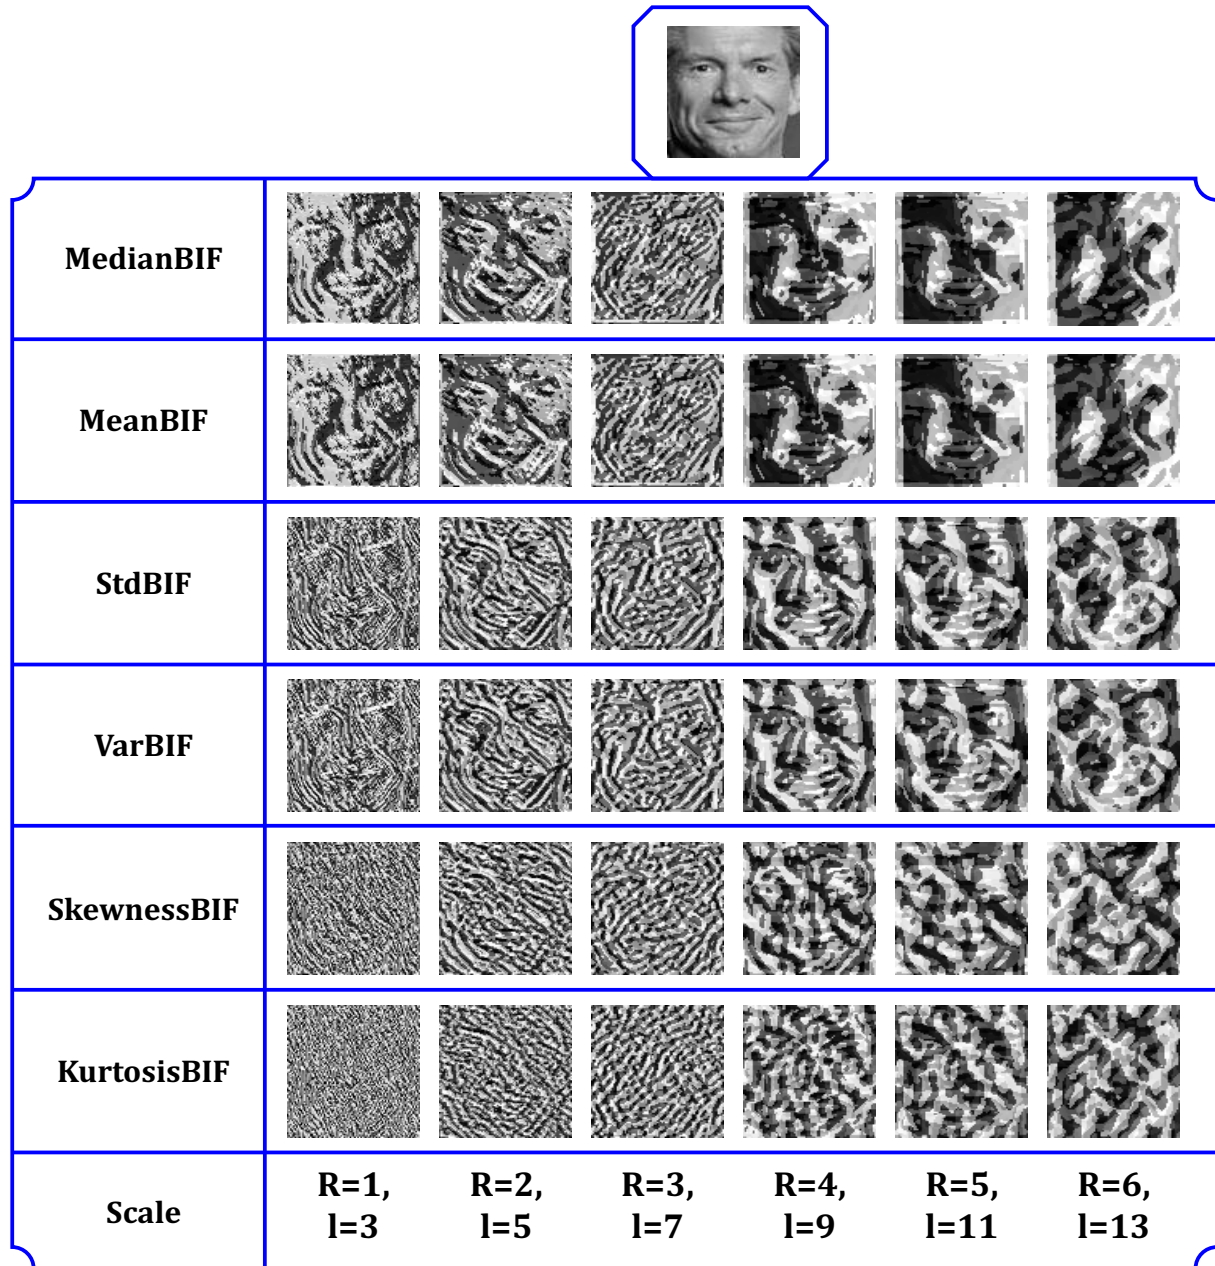 MedianBIF
MeanBIF
StdBIF
VarBIF
SkewnessBIF
KurtosisBIF
Scale
R=1,
l=3
R=2,
l=5
R=3,
l=7
R=4,
l=9
R=5,
l=11
R=6,
l=13